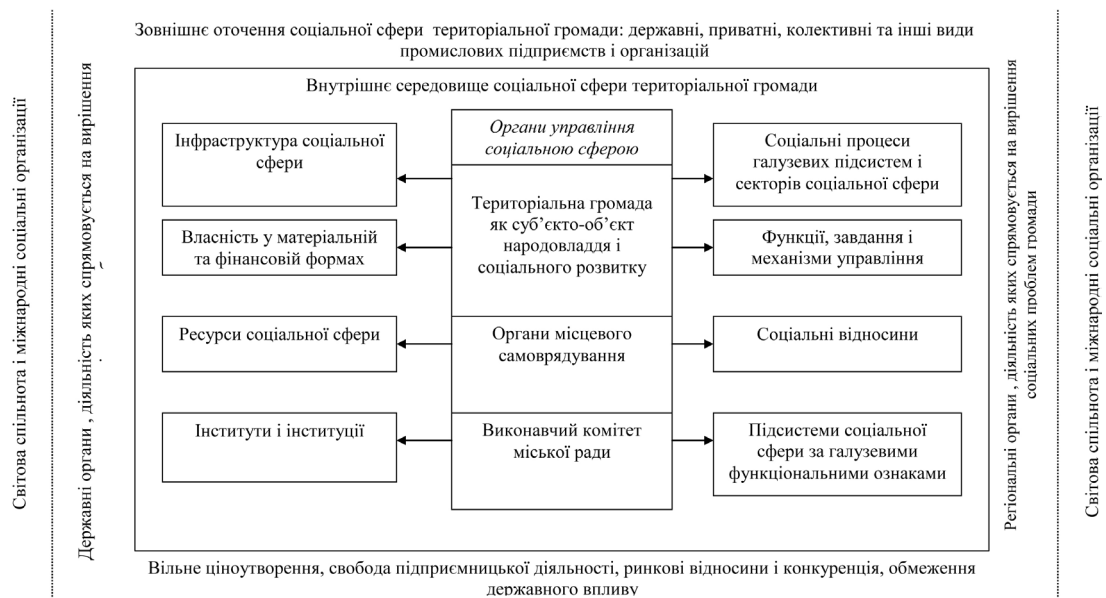 Зовнішнє оточення соціальної сфери територіальної громади: державні, приватні, колективні та інші види
промислових підприємств і організацій
Світова спільнота і міжнародні соціальні організації
Державні органи , діяльність яких спрямовується на вирішення
Внутрішнє середовище соціальної сфери територіальної громади
Інфраструктура соціальної
сфери
Власність у матеріальній
та фінансовій формах
Ресурси соціальної сфери
Інститути і інституції
Органи управління
соціальною сферою
Територіальна громада
як суб’єкто-об’єкт
народовладдя і
соціального розвитку
Органи місцевого
самоврядування
Виконавчий комітет
міської ради
Соціальні процеси
галузевих підсистем і
секторів соціальної сфери
Функції, завдання і
механізми управління
Соціальні відносини
Підсистеми соціальної
сфери за галузевими
функціональними ознаками
Регіональні органи , діяльність яких спрямовується на вирішення
соціальних проблем громади
Світова спільнота і міжнародні соціальні організації
Вільне ціноутворення, свобода підприємницької діяльності, ринкові відносини і конкуренція, обмеження
державного впливу